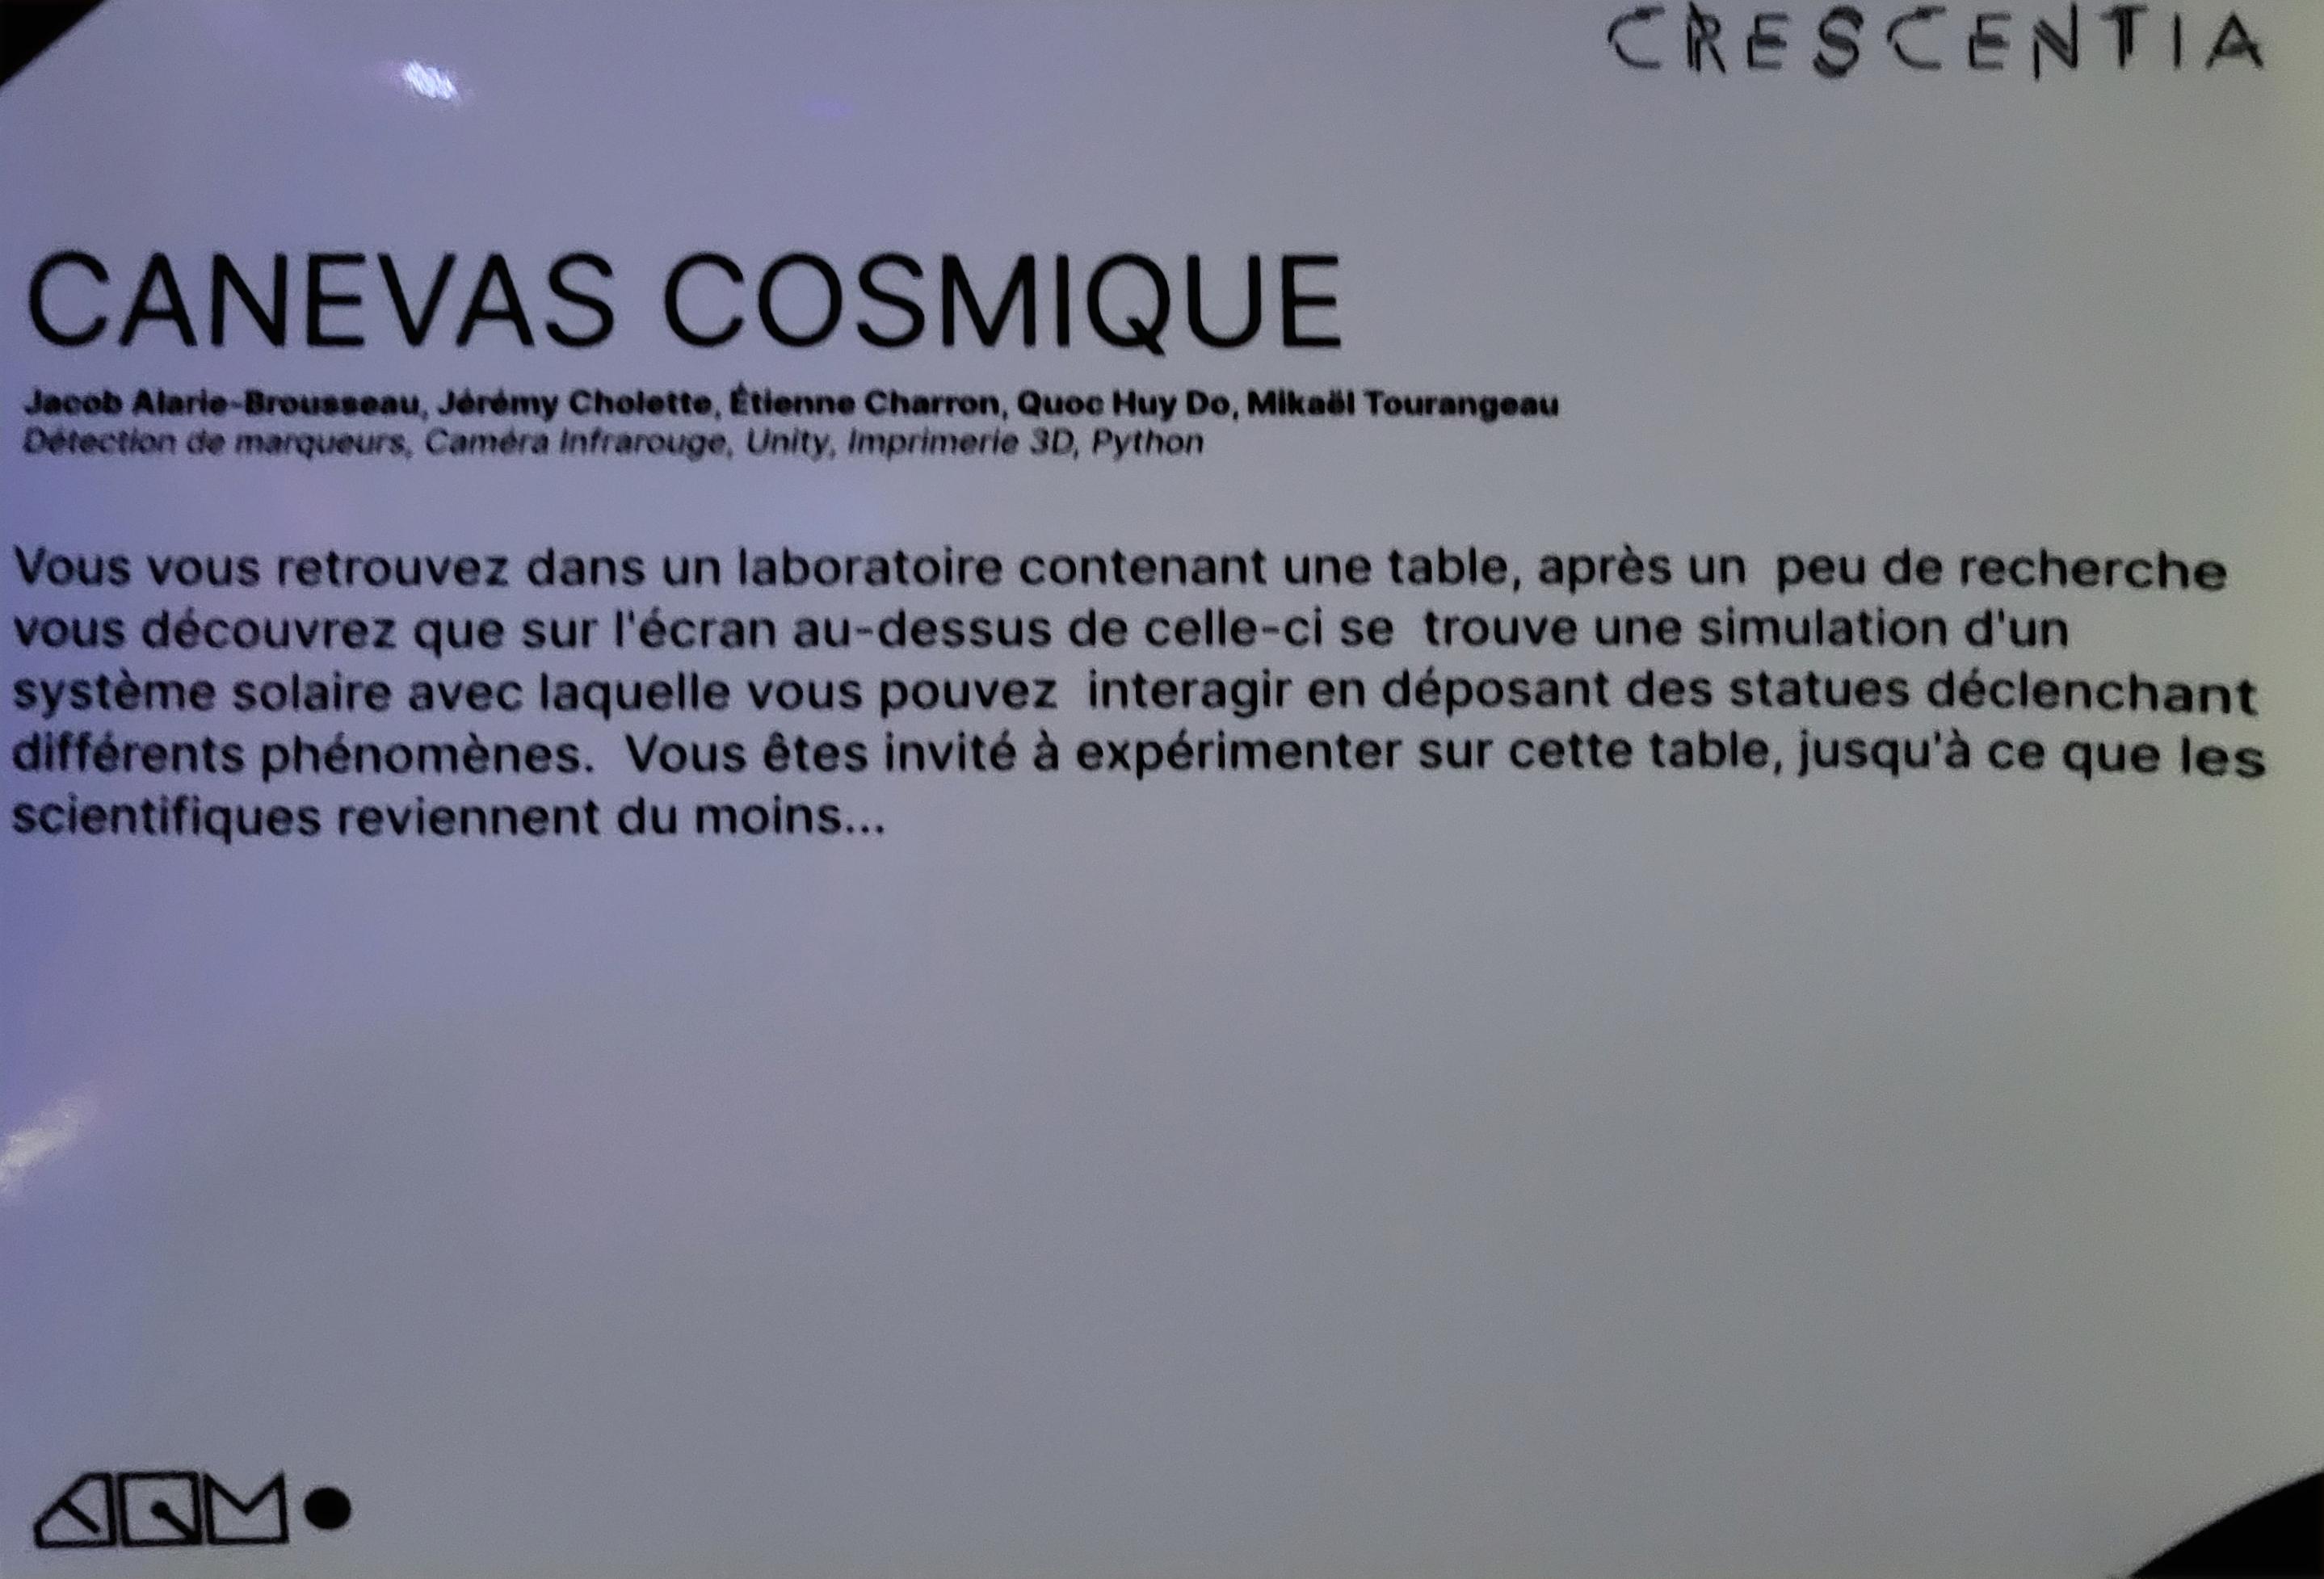 CRESCENTIA
CANEVAS COSMIQUE
Jacob Alarie-Brousseau, Jérémy Cholette, Étienne Charron, Quoc Huy Do, Mikaël Tourangeau
Détection de marqueurs, Caméra Infrarouge, Unity, Imprimerie 3D, Python
Vous vous retrouvez dans un laboratoire contenant une table, après un  peu de recherche
vous découvrez que sur l'écran au-dessus de celle-ci se  trouve une simulation d'un
système solaire avec laquelle vous pouvez  interagir en déposant des statues déclenchant
différents phénomènes.  Vous êtes invité à expérimenter sur cette table, jusqu'à ce que les
scientifiques reviennent du moins...
AQM